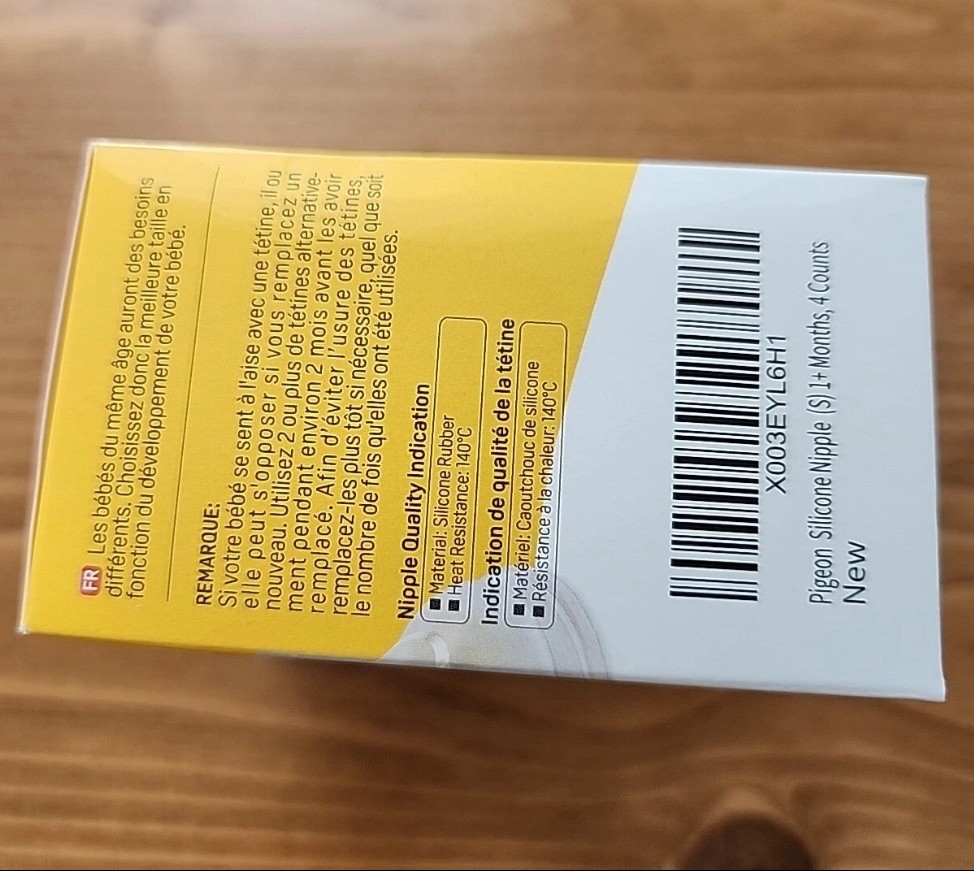 FR Les bébés du même âge auront des besoins
différents. Choissez donc la meilleure taille en
fonction du développement de votre bébé.
REMARQUE:
Si votre bébé se sent à l'aise avec une tétine, il ou
elle peut s'opposer si vous remplacez un
nouveau. Utilisez 2 ou plus de tétines alternative-
ment pendant environ 2 mois avant les avoir
remplacé. Afin d'éviter l'usure des tétines,
remplacez-les plus tôt si nécessaire, quel que soit
le nombre de fois qu'elles ont été utilisées.
Nipple Quality Indication
■ Material: Silicone Rubber
■ Heat Resistance: 140°C
Indication de qualité de la tétine
■ Matériel: Caoutchouc de silicone
■ Résistance à la chaleur: 140°C
X003EYL6H1
Pigeon Silicone Nipple (S) 1+ Months, 4 Counts
New